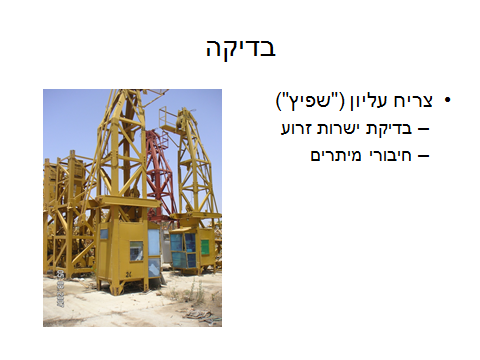 בדיקה
• צריח עליון ("שפיץ")
– בדיקת ישרות זרוע
– חיבורי מיתרים